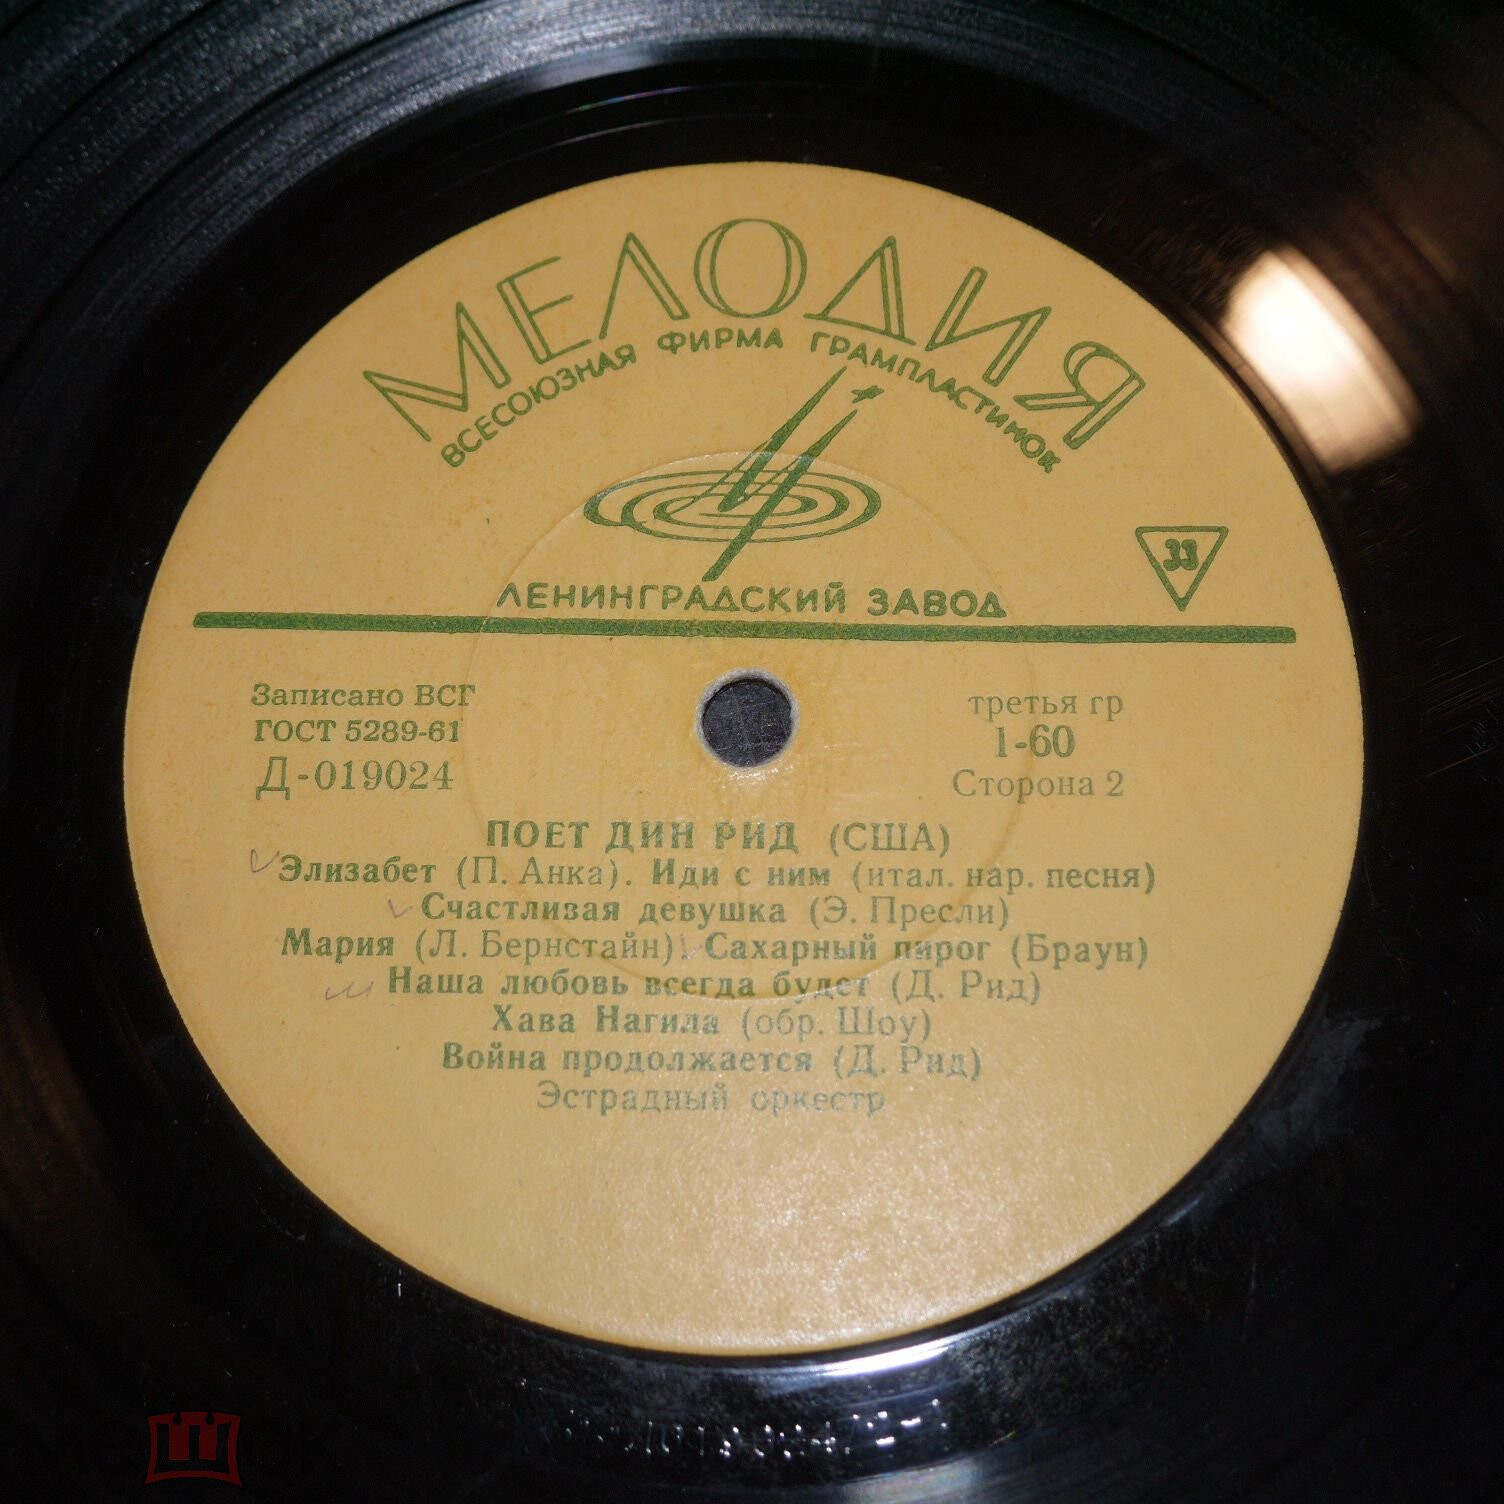 МЕЛОДИЯ
ВСЕСОЮЗНАЯ ФИРМА ГРАМПЛАСТИНОК
33
ЛЕНИНГРАДСКИЙ ЗАВОД
Записано ВСГ
ГОСТ 5289-61
Д-019024
третья гр
1-60
Сторона 2
ПОЕТ ДИН РИД (США)
Элизабет (П. Анка). Иди с ним (итал. нар. песня)
Счастливая девушка (Э. Пресли)
Мария (Л. Бернстайн). Сахарный пирог (Браун)
Наша любовь всегда будет (Д. Рид)
Хава Нагила (обр. Шоу)
Война продолжается (Д. Рид)
Эстрадный оркестр